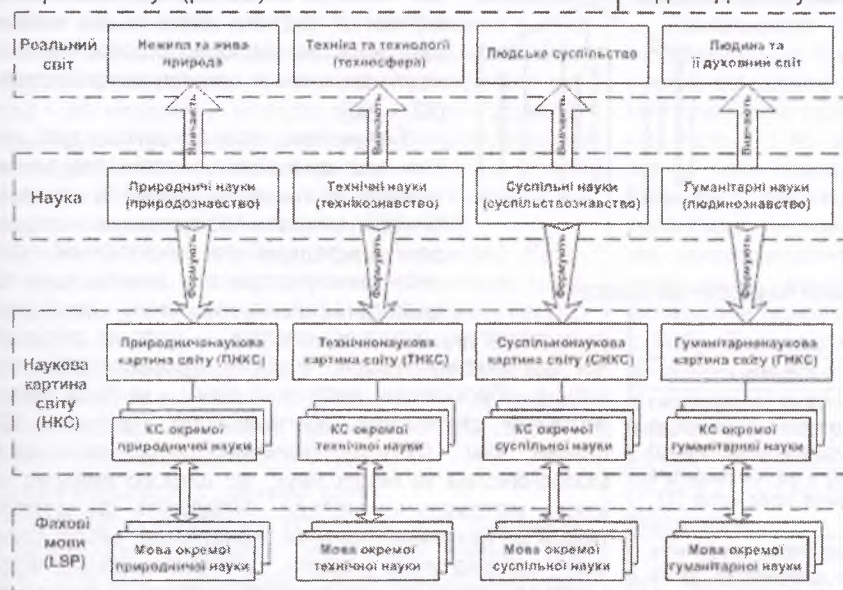 Реальний
світ
Нежива та жива
природа
Техніка та технології
(техносфера)
Людське суспільство
Людина та
її духовний світ
Вивчають
Вивчають
Вивчають
Вивчають
Наука
Природничі науки
(природознавство)
Технічні науки
(технікознавство)
Суспільні науки
(суспільствознавство)
Гуманітарні науки
(людинознавство)
Формують
Формують
Формують
Формують
Наукова
картина
світу
(НКС)
Природничонаукова
картина світу (ПНКС)
Технічнонаукова
картина світу (ТНКС)
Суспільнонаукова
картина світу (СНКС)
Гуманітарнонаукова
картина світу (ГНКС)
КС окремої
природничої науки
КС окремої
технічної науки
КС окремої
суспільної науки
КС окремої
гуманітарної науки
Фахові
мови
(LSP)
Мова окремої
природничої науки
Мова окремої
технічної науки
Мова окремої
суспільної науки
Мова окремої
гуманітарної науки